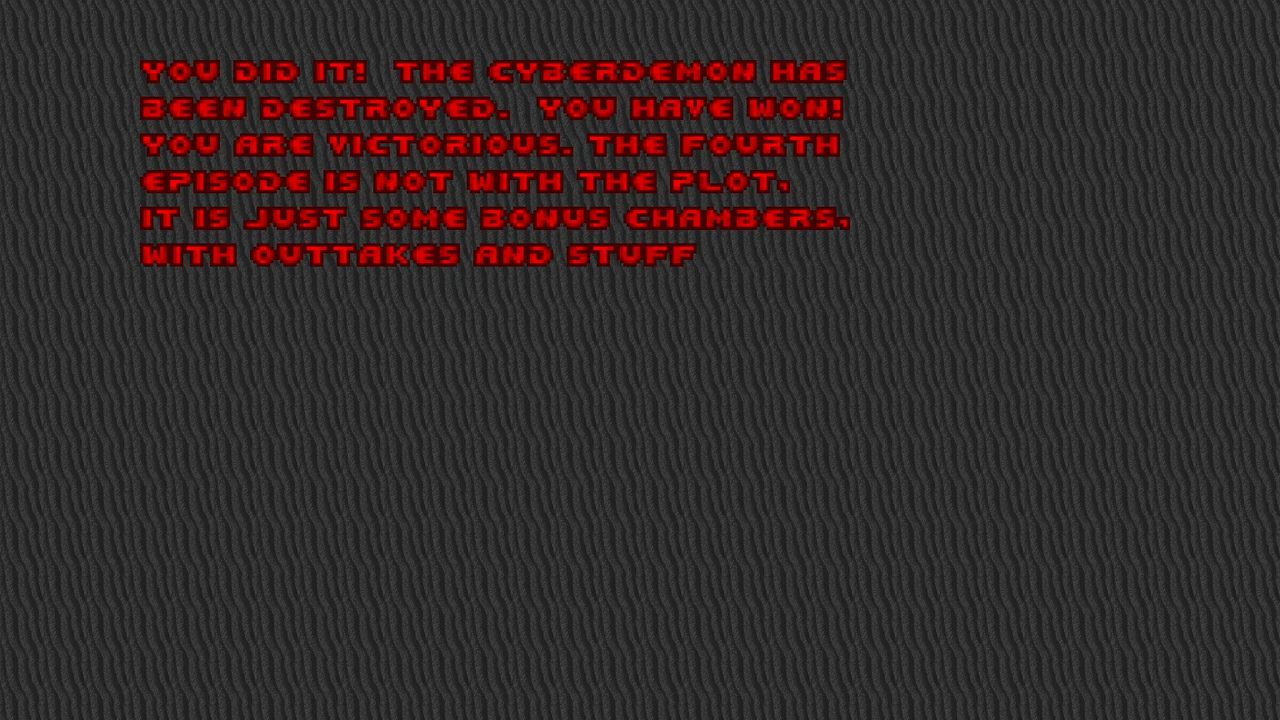 YOU DID IT!  THE CYBERDEMON HAS
BEEN DESTROYED.  YOU HAVE WON!
YOU ARE VICTORIOUS. THE FOURTH
EPISODE IS NOT WITH THE PLOT,
IT IS JUST SOME BONUS CHAMBERS,
WITH OUTTAKES AND STUFF